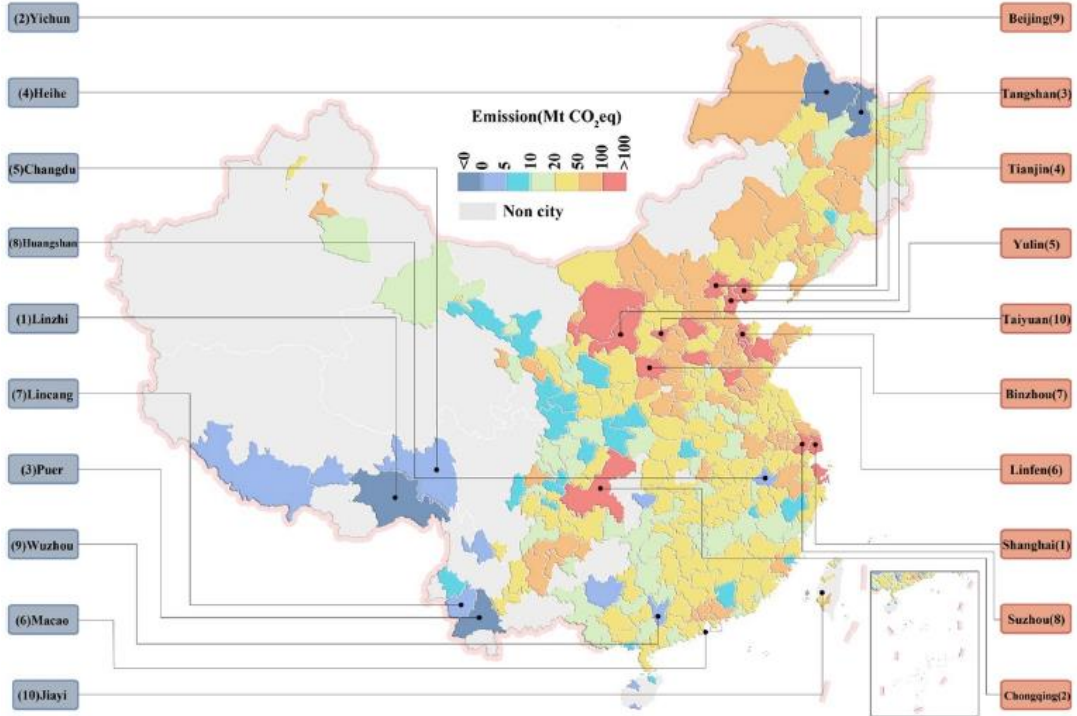 (2)Yichun
(4)Heihe
(5)Changdu
(8)Huangshan
(1)Linzhi
(7)Lincang
(3)Puer
(9)Wuzhou
(6)Macao
(10)Jiayi
Emission(Mt CO₂eq)
<0
0
5
10
20
50
100
>100
Non city
Beijing(9)
Tangshan(3)
Tianjin(4)
Yulin(5)
Taiyuan(10)
Binzhou(7)
Linfen(6)
Shanghai(1)
Suzhou(8)
Chongqing(2)